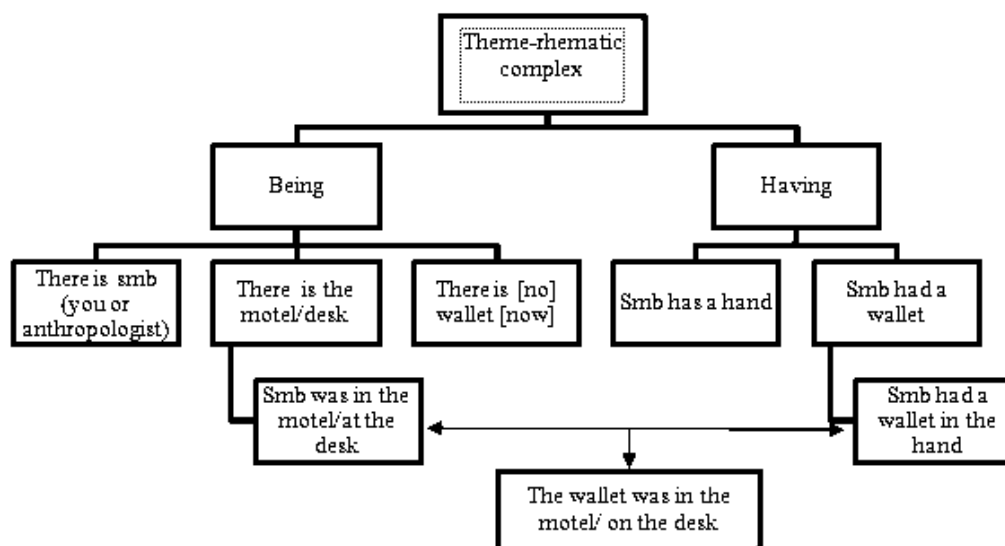 Theme-rhematic
complex
Being
Having
There is smb
(you or
anthropologist)
There is the
motel/desk
There is [no]
wallet [now]
Smb has a hand
Smb had a
wallet
Smb was in the
motel/at the
desk
Smb had a
wallet in the
hand
The wallet was in the
motel/ on the desk